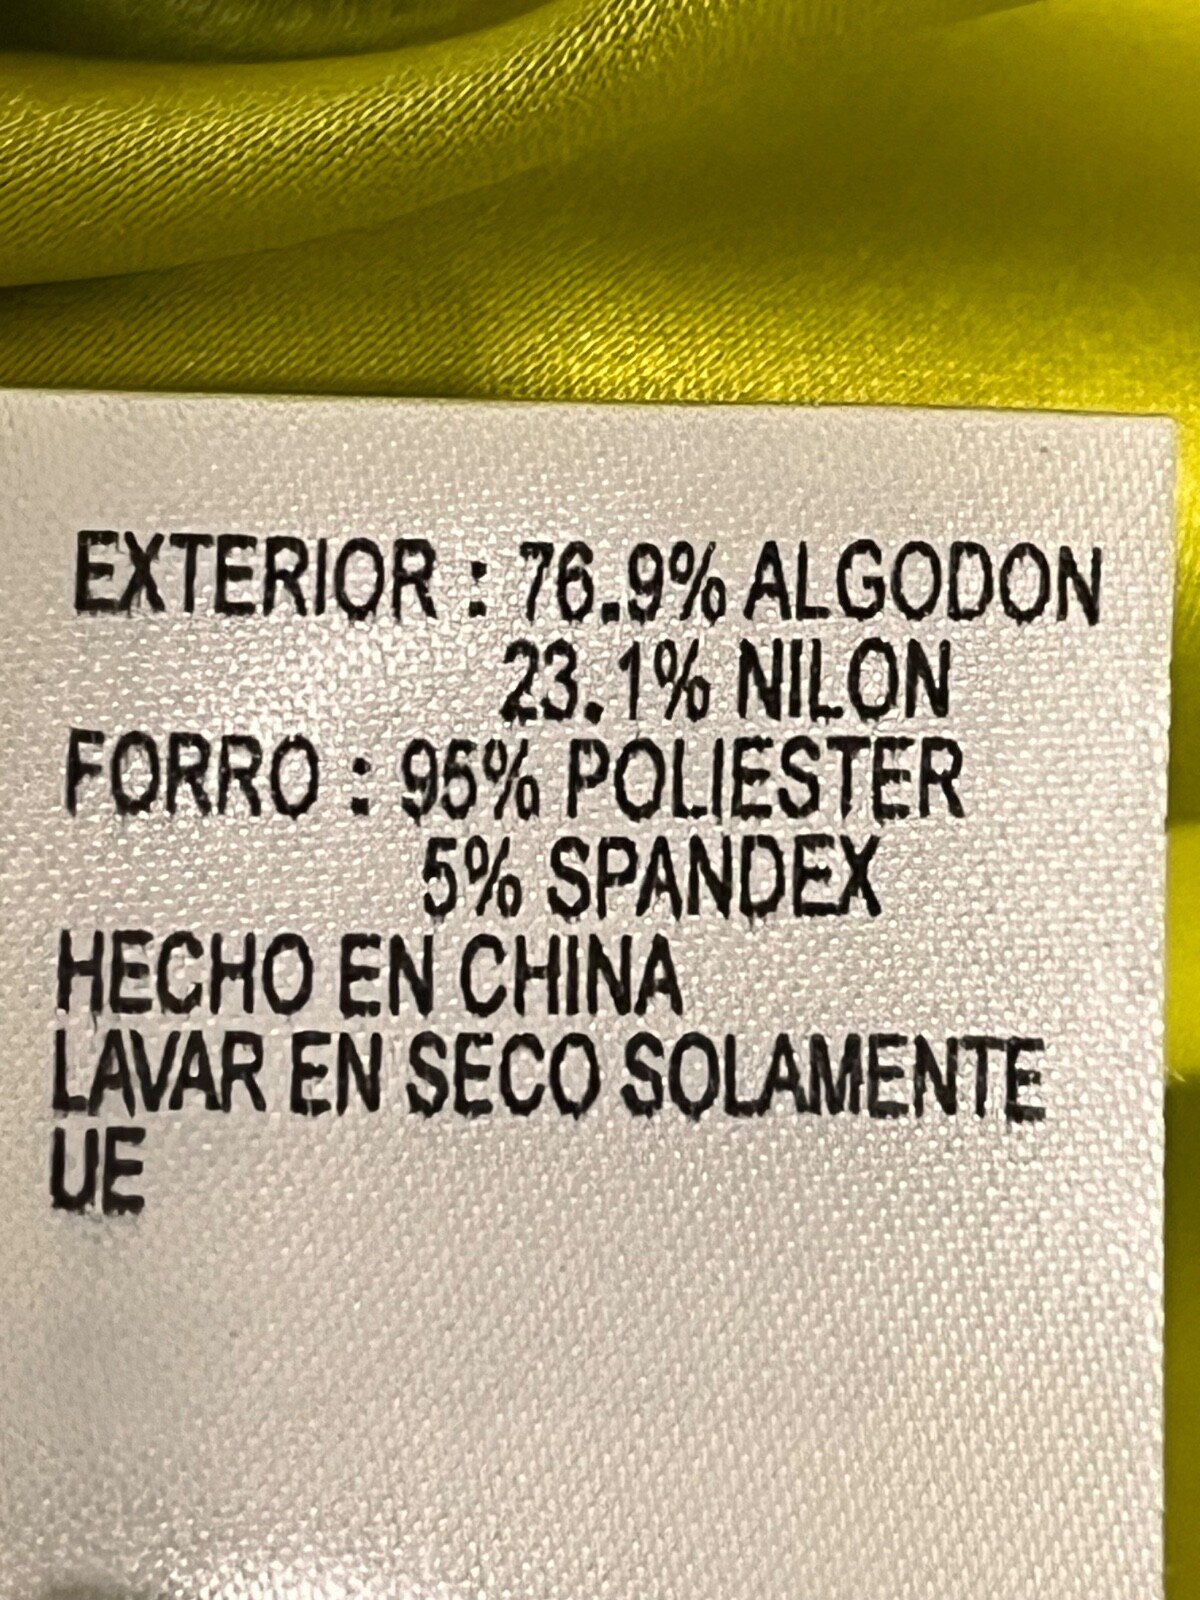 EXTERIOR : 76.9% ALGODON
23.1% NILON
FORRO : 95% POLIESTER
5% SPANDEX
HECHO EN CHINA
LAVAR EN SECO SOLAMENTE
UE